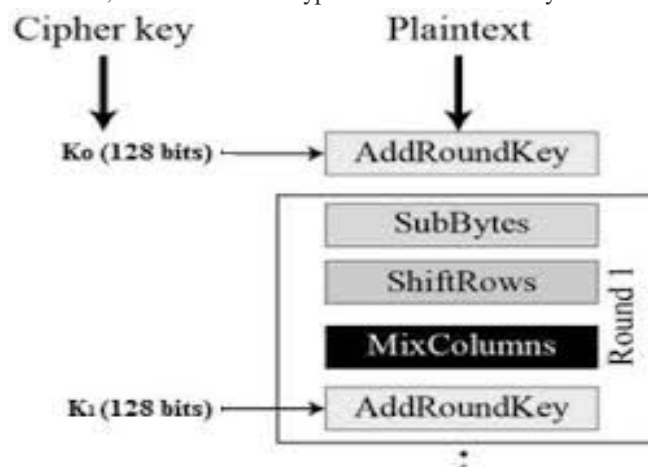 Cipher key Plaintext
K0 (128 bits) AddRoundKey
SubBytes
ShiftRows
MixColumns
Round 1
K1 (128 bits) AddRoundKey